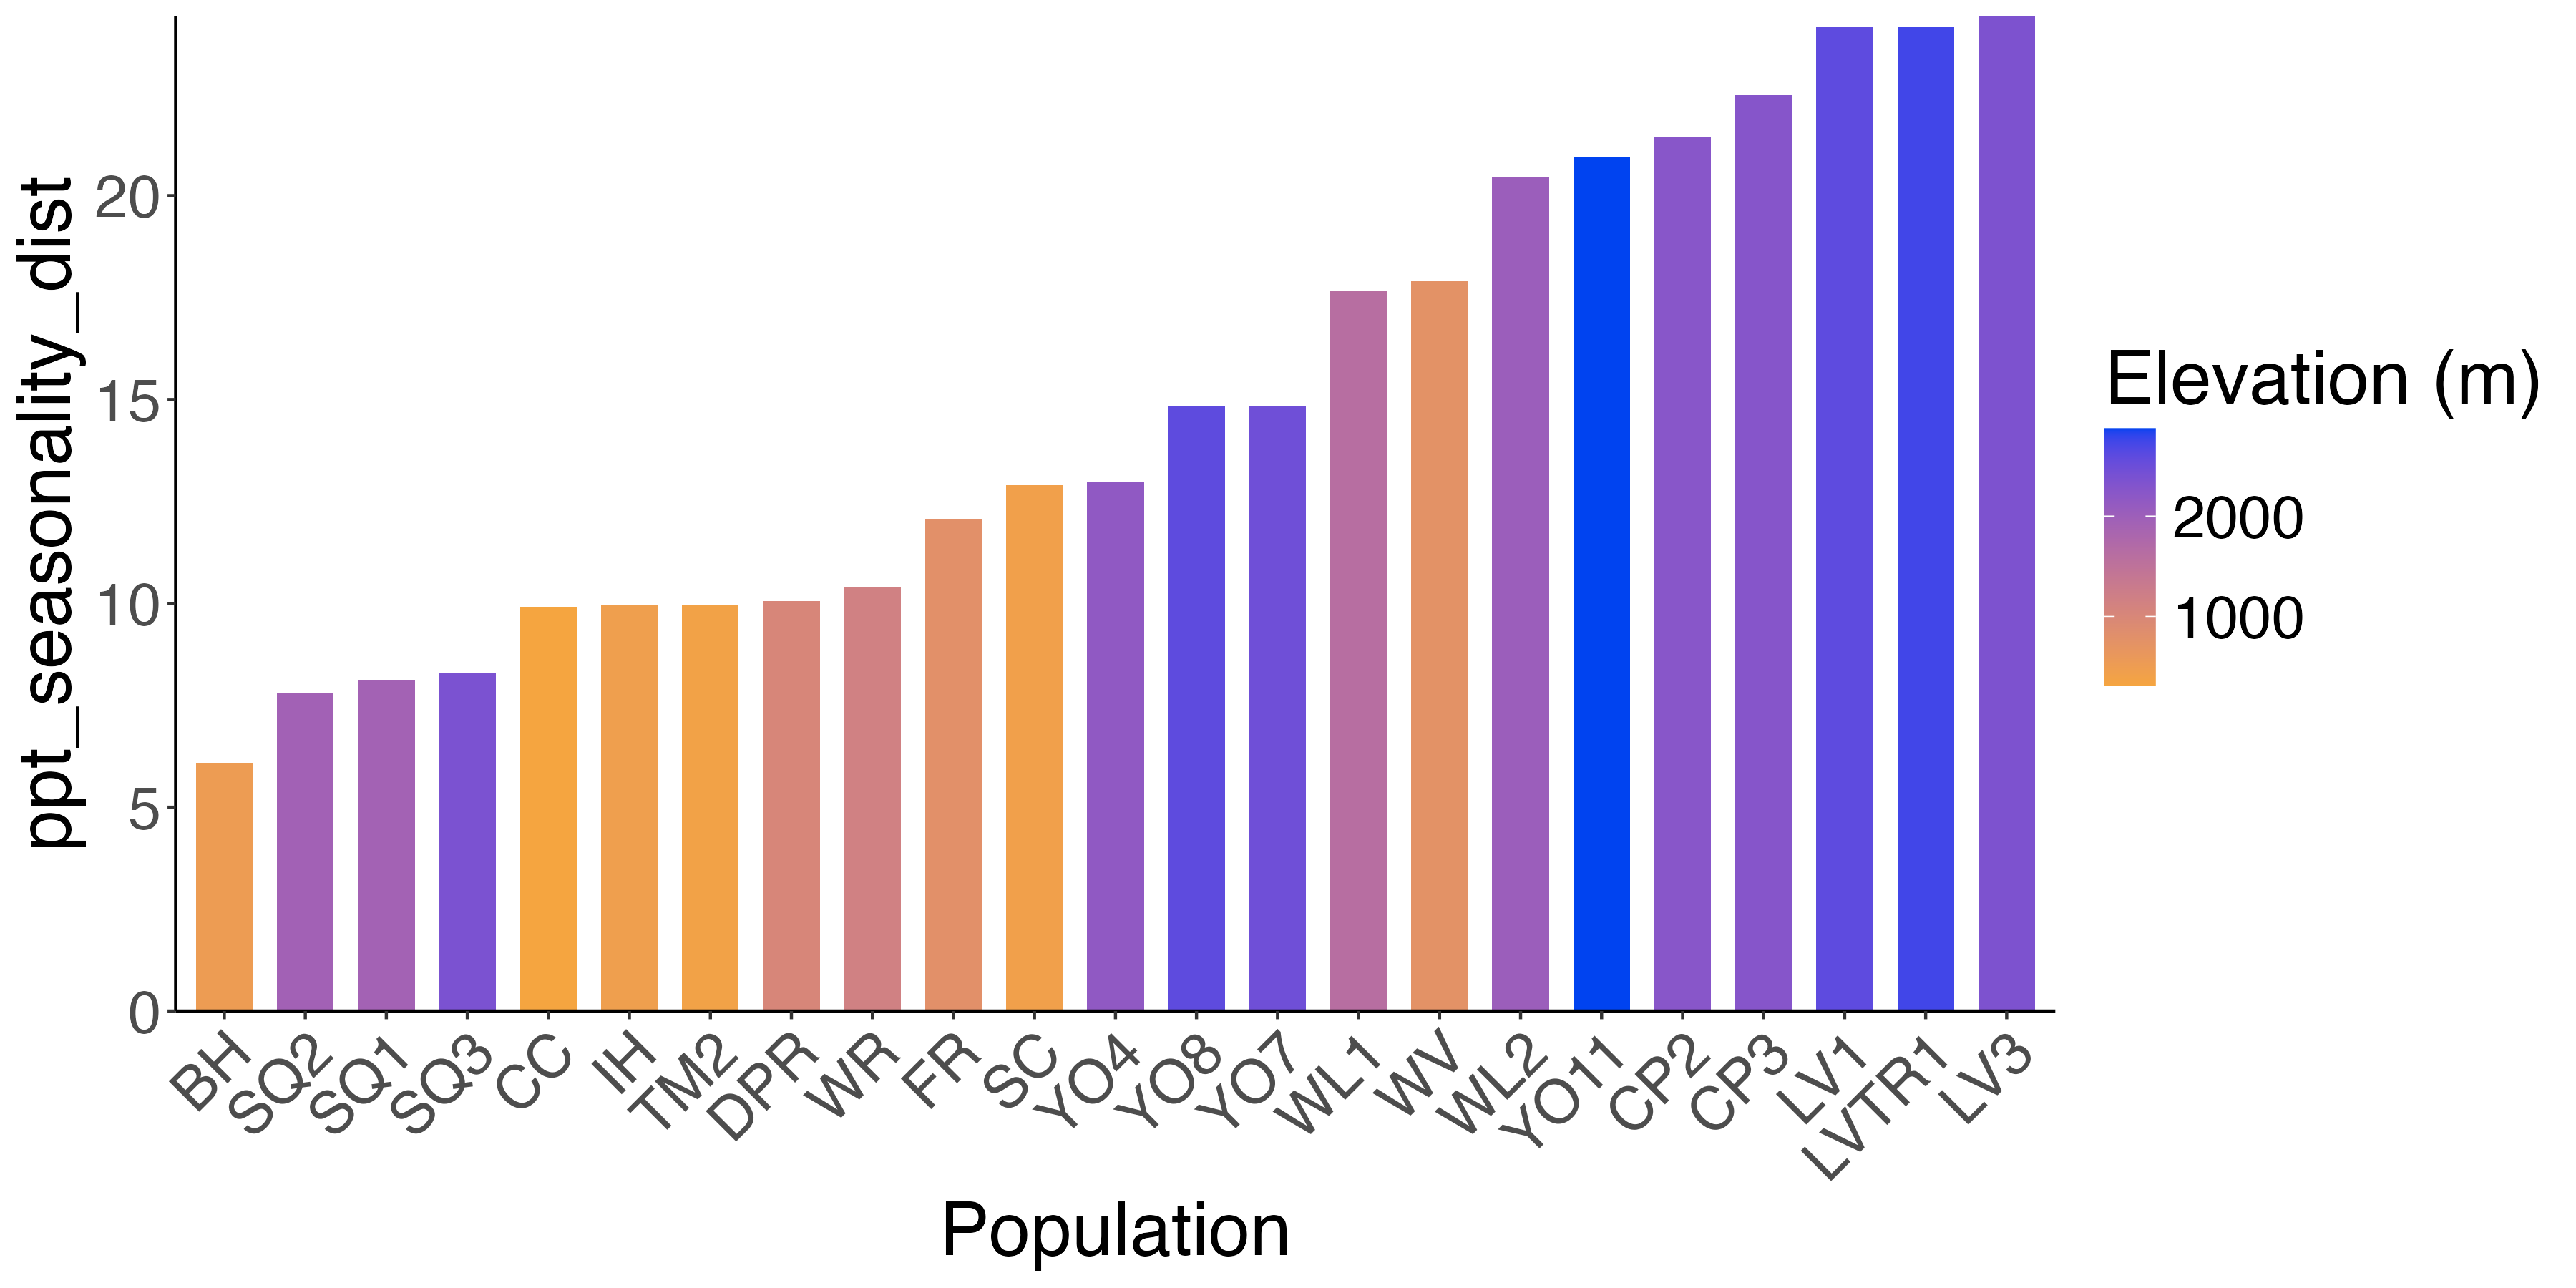 ppt_seasonality_dist
20
15
10
5
0
BH
SQ2
SQ1
SQ3
CC
IH
TM2
DPR
WR
FR
SC
YO4
YO8
YO7
WL1
WV
WL2
YO11
CP2
CP3
LV1
LVTR1
LV3
Population
Elevation (m)
2000
1000